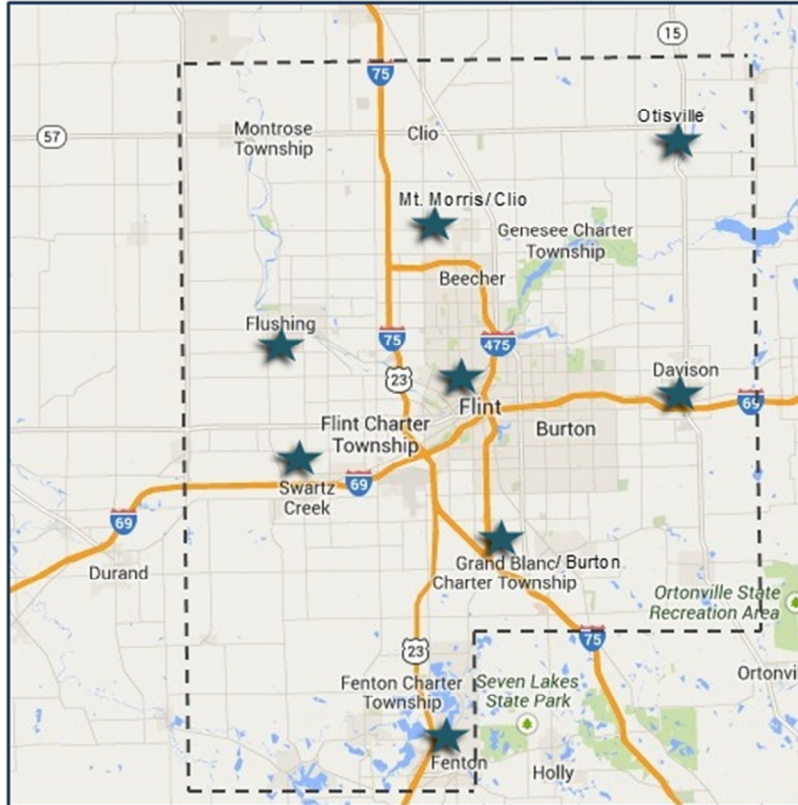 15
75
Otisville
57
Montrose
Township
Clio
Mt. Morris/Clio
Genesee Charter
Township
Beecher
Flushing
75
475
23
Davison
69
Flint
Flint Charter
Township
Burton
69
Swartz
Creek
69
Durand
Grand Blanc/Burton
Charter Township
Ortonville State
Recreation Area
75
23
Fenton Charter
Township
Seven Lakes
State Park
Ortonvi
Fenton
Holly